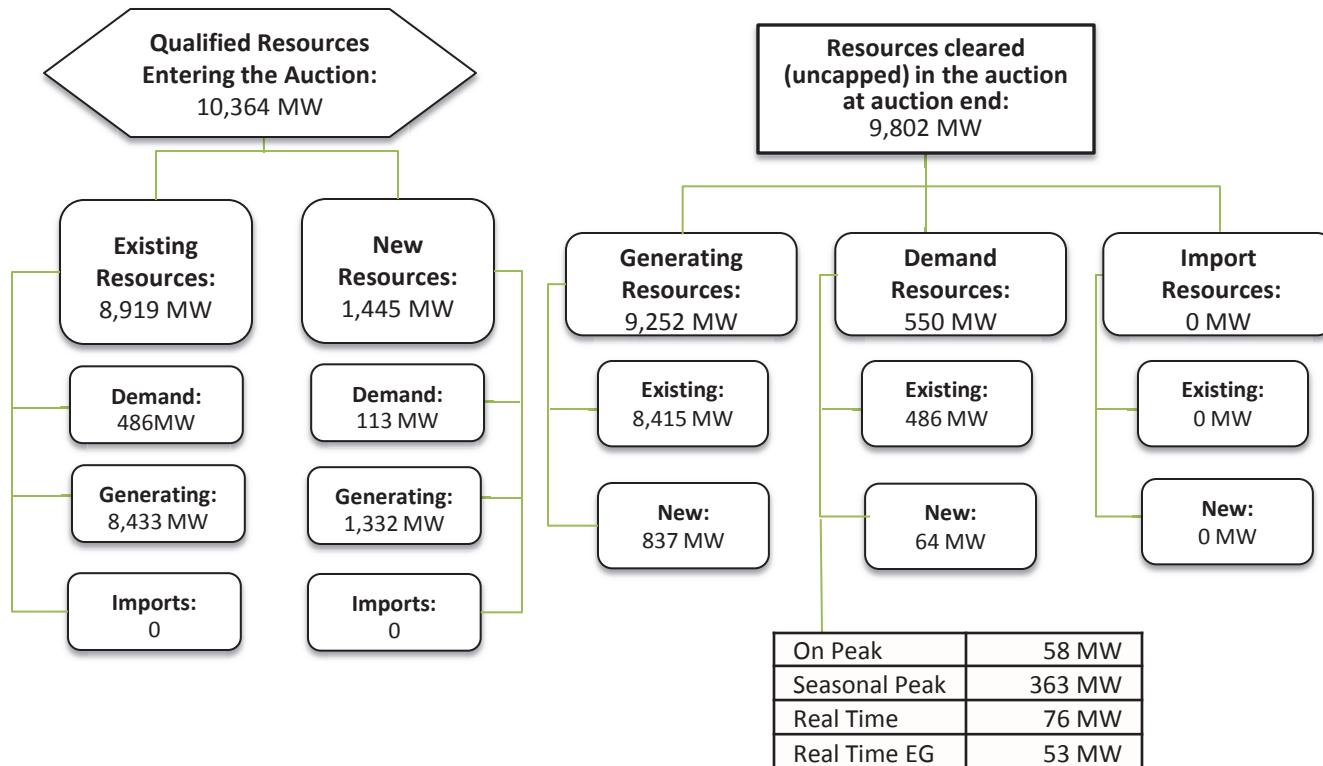 Qualified Resources
Entering the Auction:
10,364 MW
Existing
Resources:
8,919 MW
Demand:
486MW
Generating:
8,433 MW
Imports:
0
New
Resources:
1,445 MW
Demand:
113 MW
Generating:
1,332 MW
Imports:
0
Resources cleared
(uncapped) in the auction
at auction end:
9,802 MW
Generating
Resources:
9,252 MW
Existing:
8,415 MW
New:
837 MW
Demand
Resources:
550 MW
Existing:
486 MW
New:
64 MW
Import
Resources:
0 MW
Existing:
0 MW
New:
0 MW
On Peak 58 MW
Seasonal Peak 363 MW
Real Time 76 MW
Real Time EG 53 MW